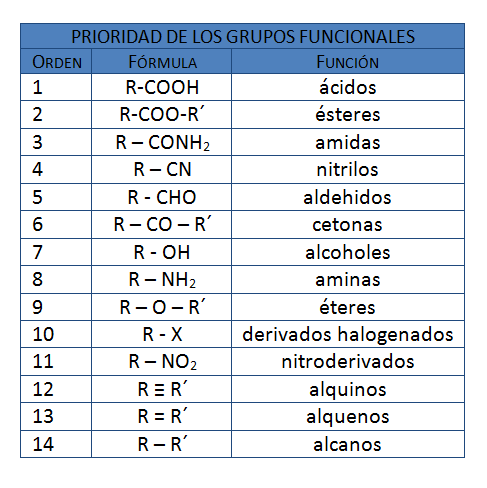 PRIORIDAD DE LOS GRUPOS FUNCIONALES
ORDEN FÓRMULA FUNCIÓN
1 R-COOH ácidos
2 R-COO-R´ ésteres
3 R – CONH₂ amidas
4 R – CN nitrilos
5 R - CHO aldehidos
6 R – CO – R´ cetonas
7 R - OH alcoholes
8 R – NH₂ aminas
9 R – O – R´ éteres
10 R - X derivados halogenados
11 R – NO₂ nitroderivados
12 R ≡ R´ alquinos
13 R = R´ alquenos
14 R – R´ alcanos